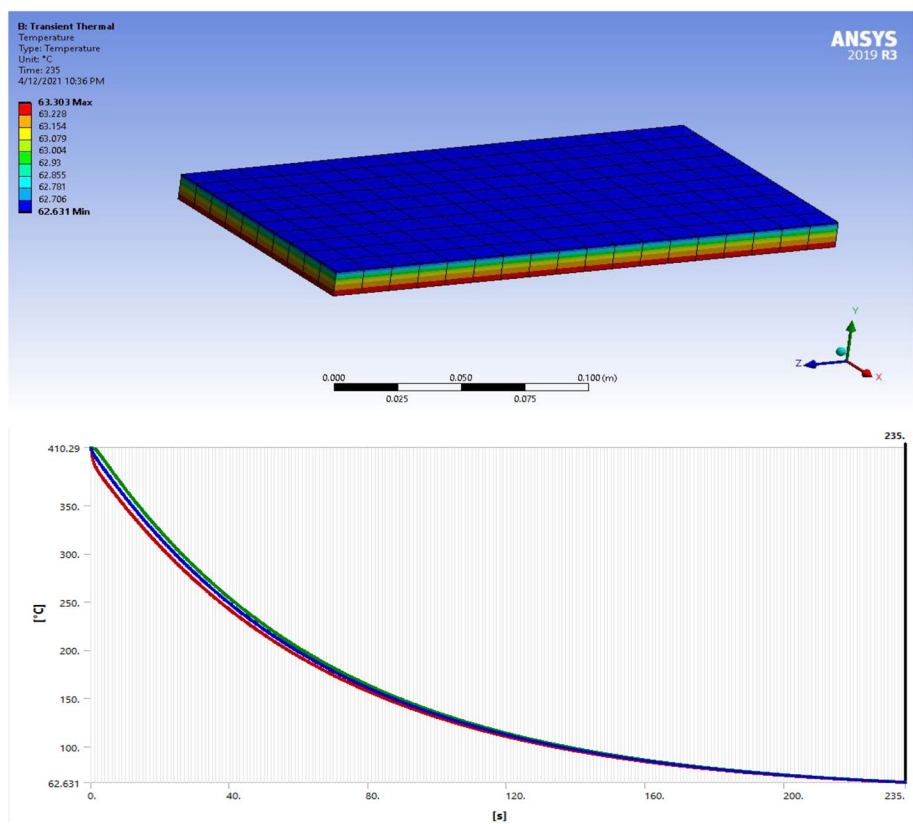 B: Transient Thermal
Temperature
Type: Temperature
Unit: °C
Time: 235
4/12/2021 10:36 PM
63.303 Max
63.228
63.154
63.079
63.004
62.93
62.855
62.781
62.706
62.631 Min
ANSYS
2019 R3
Y
Z
X
0.000
0.050
0.100 (m)
0.025
0.075
235.
410.29
350.
300.
250.
200.
150.
100.
62.631
[°C]
0.
40.
80.
120.
160.
200.
235.
[s]